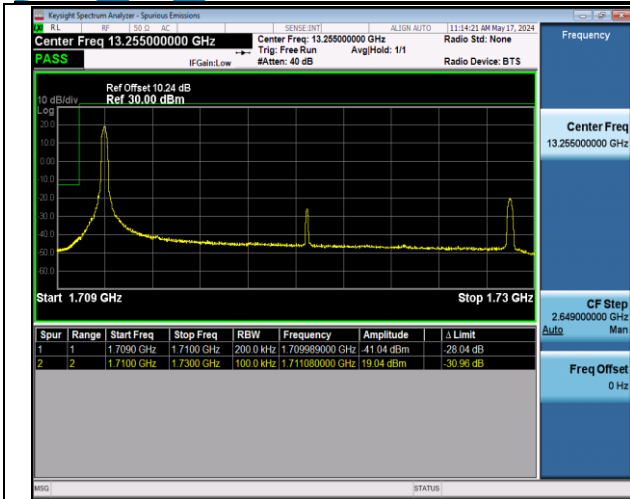 Keysight Spectrum Analyzer - Spurious Emissions
RL RF 50 Ω AC SENSE:INT ALIGN AUTO 11:14:21 AM May 17, 2024
Center Freq 13.255000000 GHz Center Freq: 13.255000000 GHz Radio Std: None Frequency
PASS Trig: Free Run Avg|Hold: 1/1
IFGain:Low #Atten: 40 dB Radio Device: BTS
Ref Offset 10.24 dB
10 dB/div Ref 30.00 dBm
Log
20.0
10.0
0.00
-10.0
-20.0
-30.0
-40.0
-50.0
-60.0
Start 1.709 GHz Stop 1.73 GHz
Center Freq
13.255000000 GHz
CF Step
2.649000000 GHz
Auto Man
Freq Offset
0 Hz
Spur Range Start Freq Stop Freq RBW Frequency Amplitude Δ Limit
1 1 1.7090 GHz 1.7100 GHz 200.0 kHz 1.709989000 GHz -41.04 dBm -28.04 dB
2 2 1.7100 GHz 1.7300 GHz 100.0 kHz 1.711080000 GHz 19.04 dBm -30.96 dB
MSG STATUS